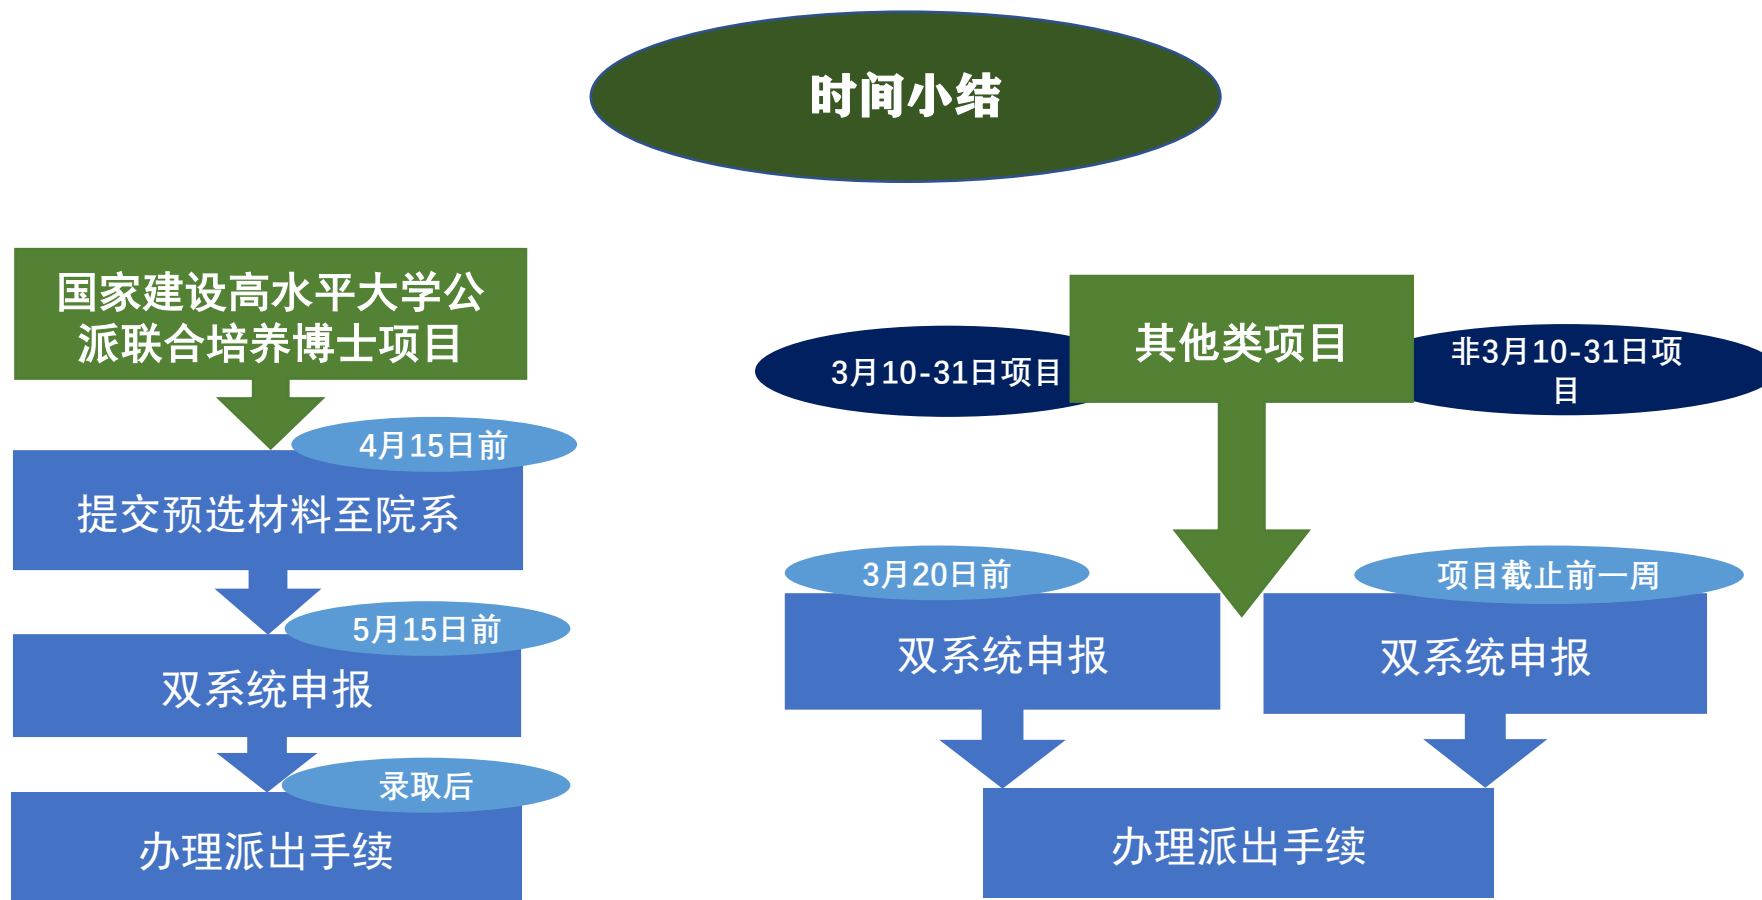 时间小结
国家建设高水平大学公
派联合培养博士项目
4月15日前
提交预选材料至院系
5月15日前
双系统申报
录取后
办理派出手续
其他类项目
3月10-31日项目
非3月10-31日项
目
3月20日前
双系统申报
项目截止前一周
双系统申报
办理派出手续